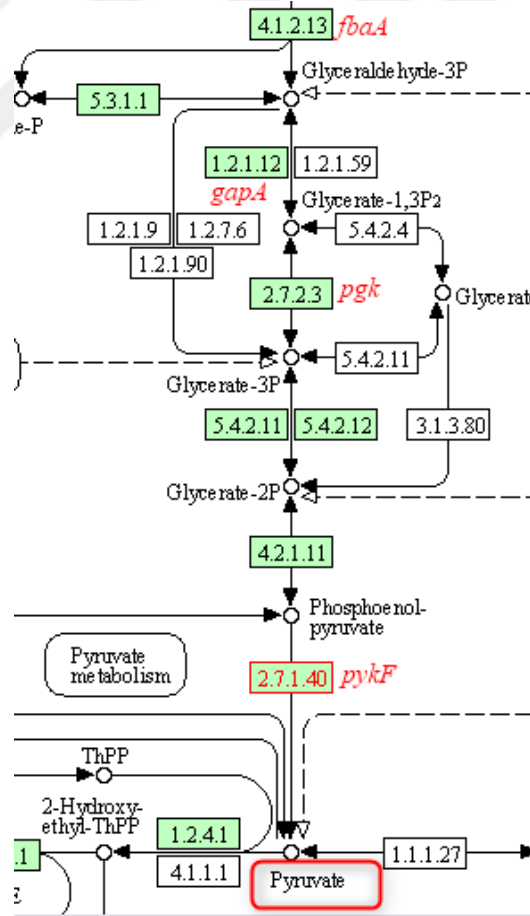 4.1.2.13 fbaA
Glyceraldehyde-3P
5.3.1.1
e-P
1.2.1.12 1.2.1.59
gapA
Glycerate-1,3P2
1.2.1.9 1.2.7.6
5.4.2.4
1.2.1.90
2.7.2.3 pgk
Glycerate
5.4.2.11
Glycerate-3P
5.4.2.11 5.4.2.12
3.1.3.80
Glycerate-2P
4.2.1.11
Phosphoenol-
pyruvate
Pyruvate
metabolism
2.7.1.40 pykF
ThPP
2-Hydroxy-
ethyl-ThPP
1.2.4.1
.1
1.1.1.27
4.1.1.1
Pyruvate
E